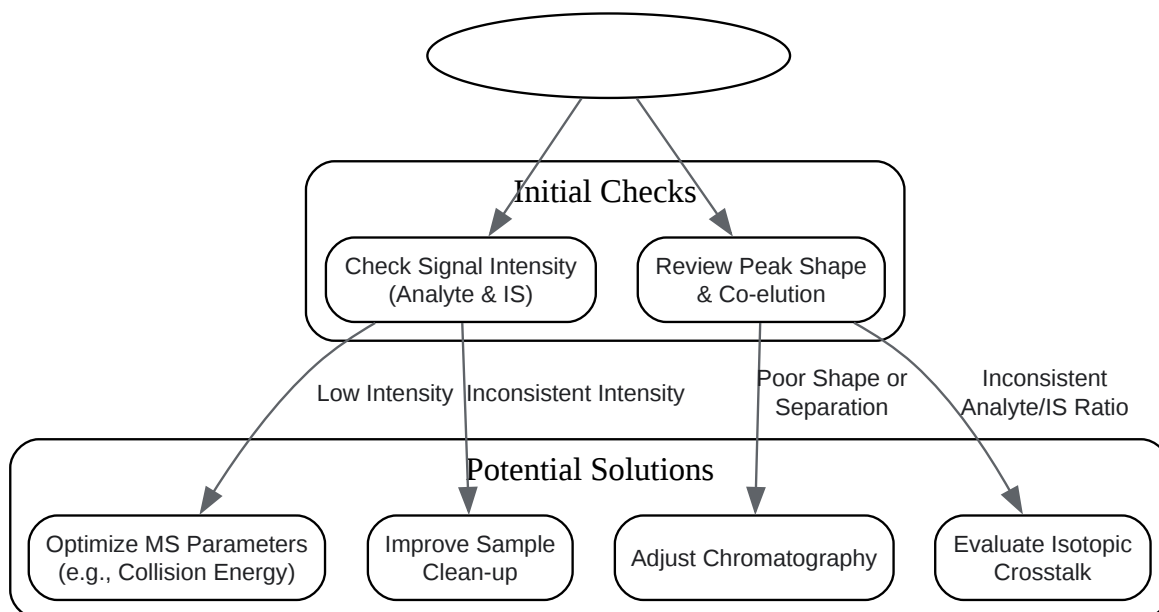 Initial Checks
Check Signal Intensity
(Analyte & IS)
Review Peak Shape
& Co-elution
Low Intensity
Inconsistent Intensity
Poor Shape or
Separation
Inconsistent
Analyte/IS Ratio
Potential Solutions
Optimize MS Parameters
(e.g., Collision Energy)
Improve Sample
Clean-up
Adjust Chromatography
Evaluate Isotopic
Crosstalk